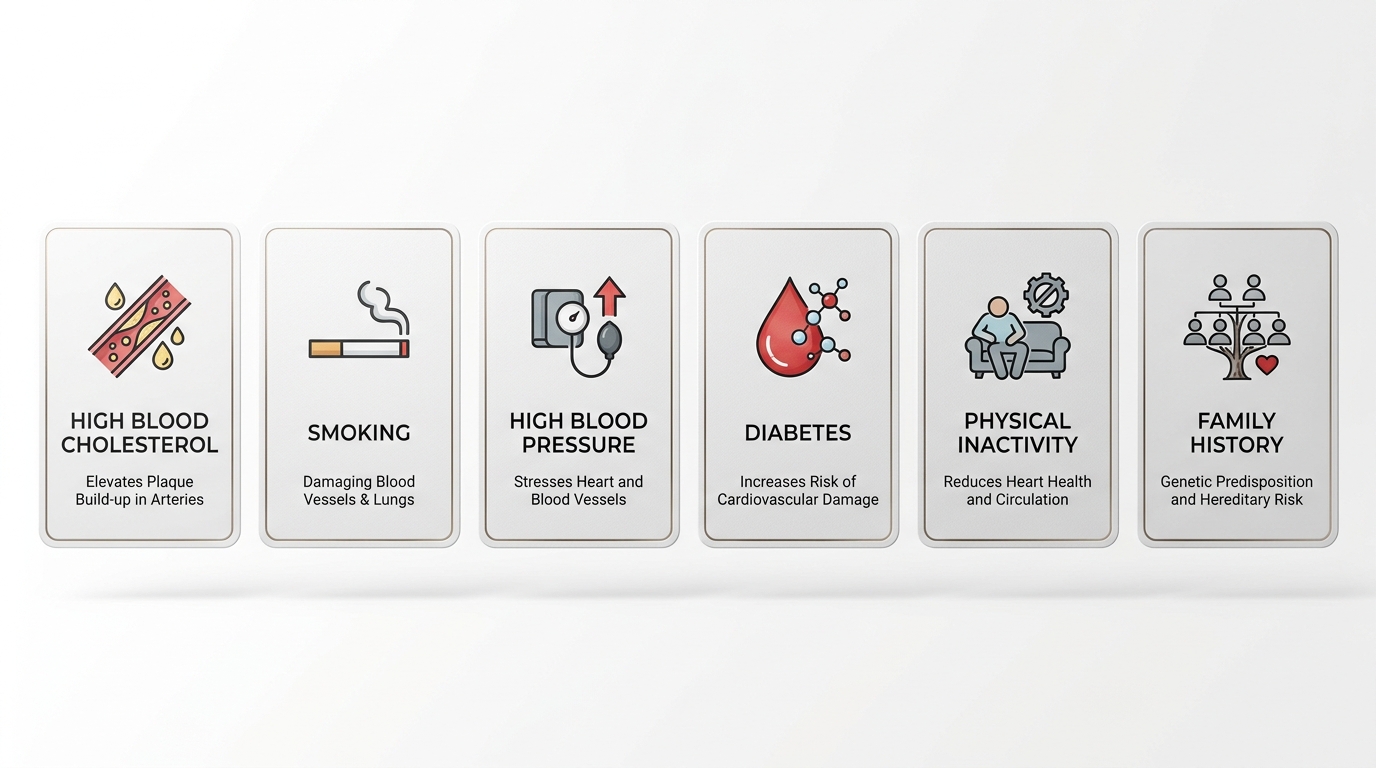 HIGH BLOOD
CHOLESTEROL
Elevates Plaque
Build-up in Arteries
SMOKING
Damaging Blood
Vessels & Lungs
HIGH BLOOD
PRESSURE
Stresses Heart and
Blood Vessels
DIABETES
Increases Risk of
Cardiovascular Damage
PHYSICAL
INACTIVITY
Reduces Heart Health
and Circulation
FAMILY
HISTORY
Genetic Predisposition
and Hereditary Risk